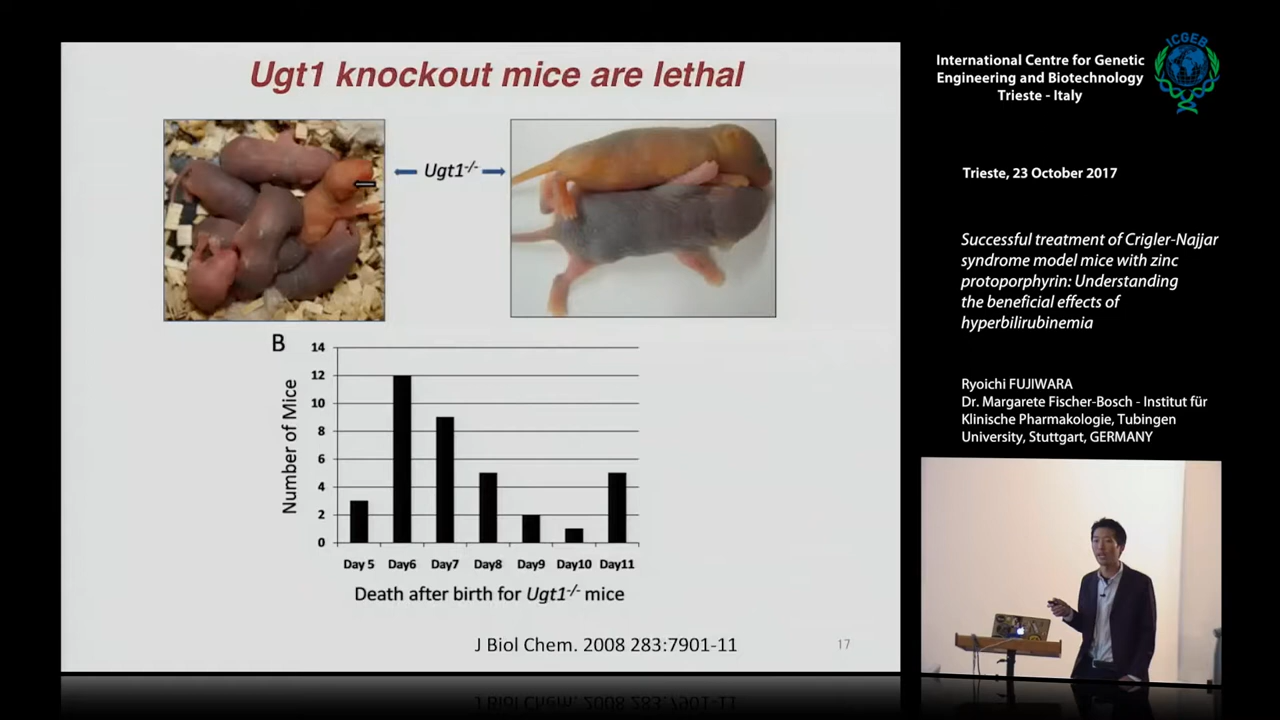 Ugt1 knockout mice are lethal
Ugt1-/-
B
14
12
10
8
6
4
2
0
Number of Mice
Day 5 Day6 Day7 Day8 Day9 Day10 Day11
Death after birth for Ugt1-/- mice
J Biol Chem. 2008 283:7901-11
17
International Centre for Genetic
Engineering and Biotechnology
Trieste - Italy
ICGEB
Trieste, 23 October 2017
Successful treatment of Crigler-Najjar
syndrome model mice with zinc
protoporphyrin: Understanding
the beneficial effects of
hyperbilirubinemia
Ryoichi FUJIWARA
Dr. Margarete Fischer-Bosch - Institut für
Klinische Pharmakologie, Tubingen
University, Stuttgart, GERMANY